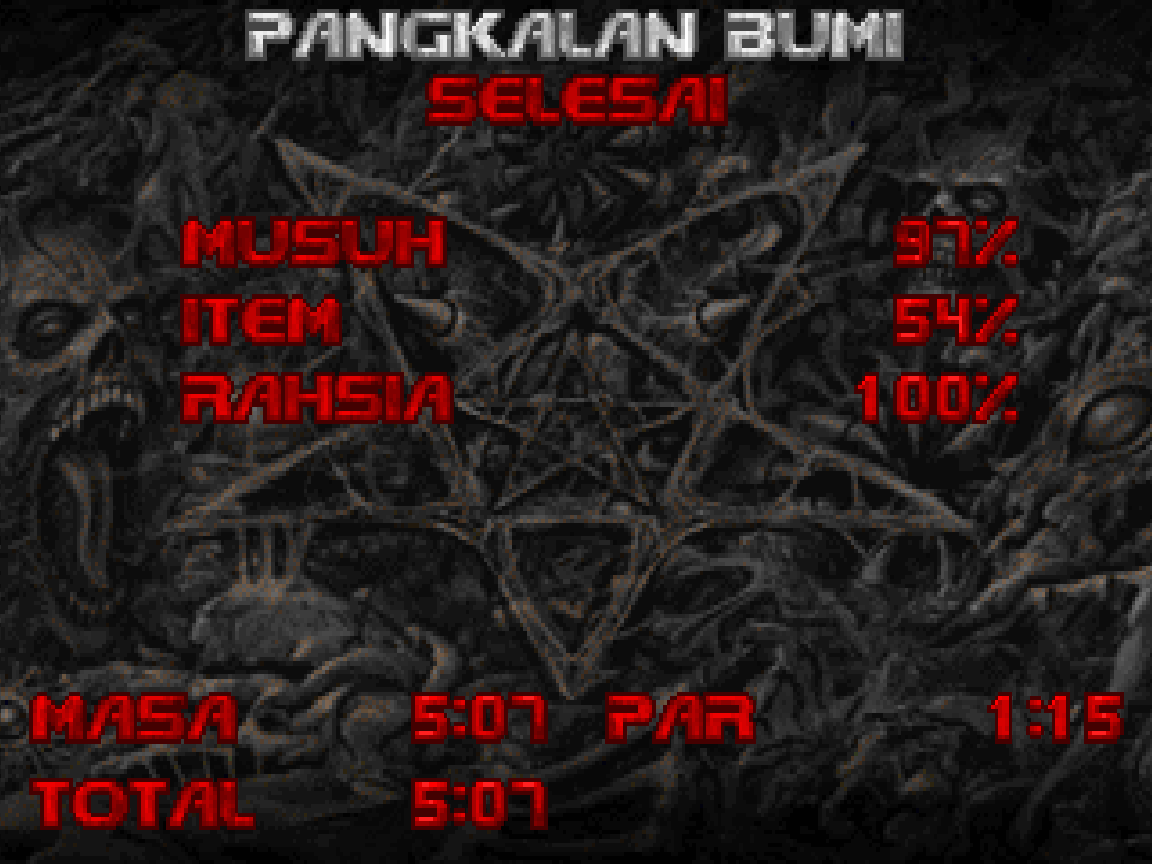 PANGKALAN BUMI
SELESAI
MUSUH 97%
ITEM 54%
RAHSIA 100%
MASA 5:07 PAR 1:15
TOTAL 5:07